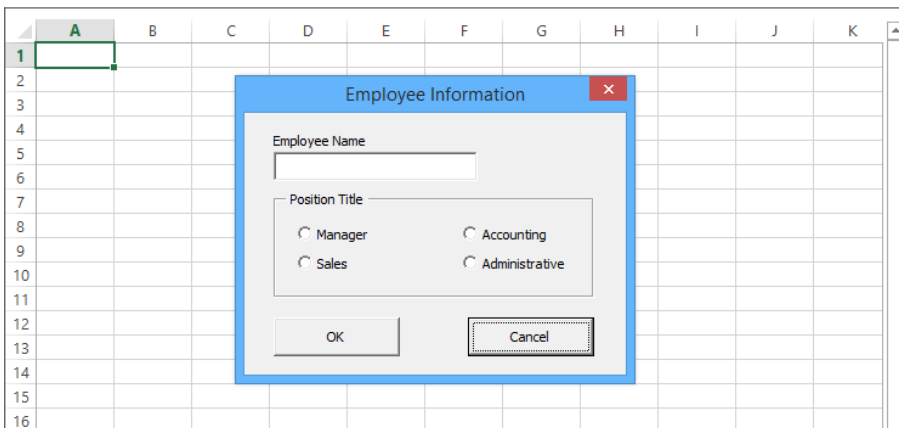 A B C D E F G H I J K
1
2
Employee Information
3
4
Employee Name
5
6
7
Position Title
8
Manager Accounting
9
Sales Administrative
10
11
12
OK Cancel
13
14
15
16